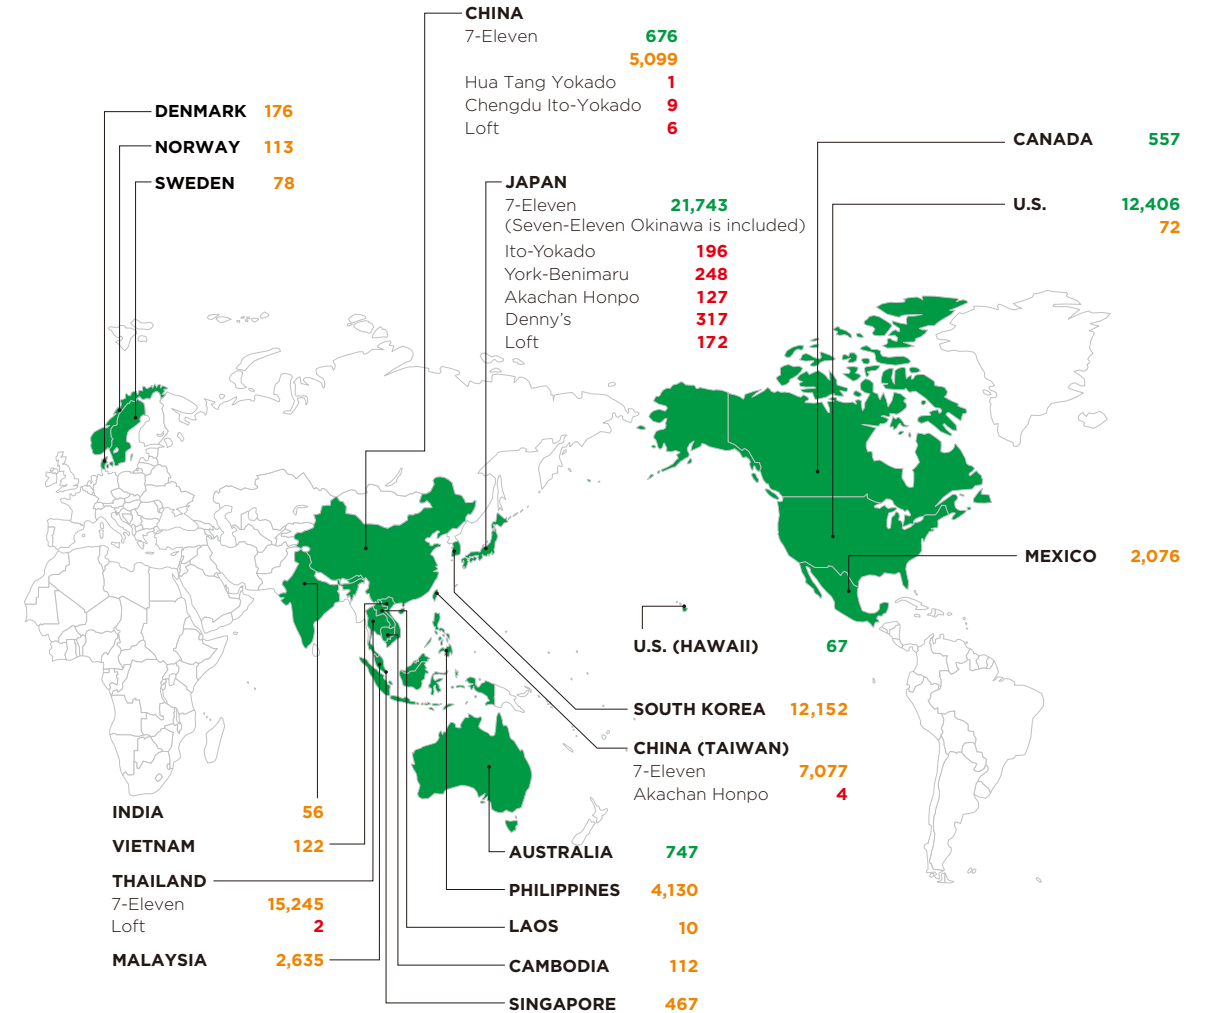 CHINA
7-Eleven 676
5,099
Hua Tang Yokado 1
Chengdu Ito-Yokado 9
Loft 6
DENMARK 176
NORWAY 113
SWEDEN 78
JAPAN
7-Eleven 21,743
(Seven-Eleven Okinawa is included)
Ito-Yokado 196
York-Benimaru 248
Akachan Honpo 127
Denny's 317
Loft 172
CANADA 557
U.S. 12,406
72
MEXICO 2,076
U.S. (HAWAII) 67
SOUTH KOREA 12,152
CHINA (TAIWAN)
7-Eleven 7,077
Akachan Honpo 4
INDIA 56
VIETNAM 122
THAILAND
7-Eleven 15,245
Loft 2
MALAYSIA 2,635
AUSTRALIA 747
PHILIPPINES 4,130
LAOS 10
CAMBODIA 112
SINGAPORE 467